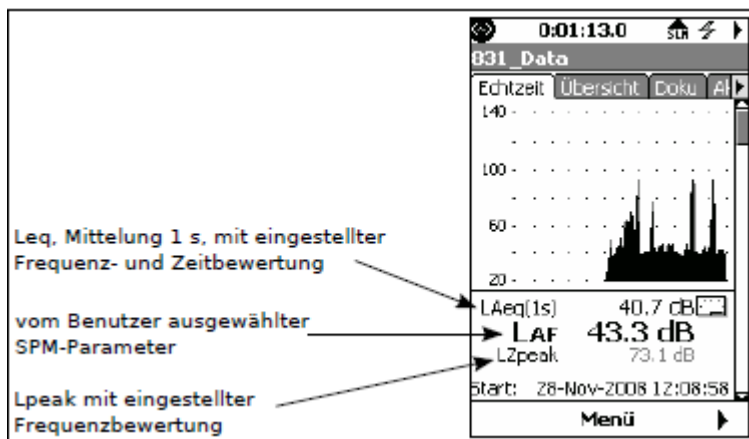 0:01:13.0 SLM
831_Data
Echtzeit Übersicht Doku
140
100
60
20
Leq, Mittelung 1 s, mit eingestellter
Frequenz- und Zeitbewertung
LAeq(1s) 40.7 dB
vom Benutzer ausgewählter
SPM-Parameter
LAF 43.3 dB
LZpeak 73.1 dB
Lpeak mit eingestellter
Frequenzbewertung
Start: 28-Nov-2008 12:08:58
Menü